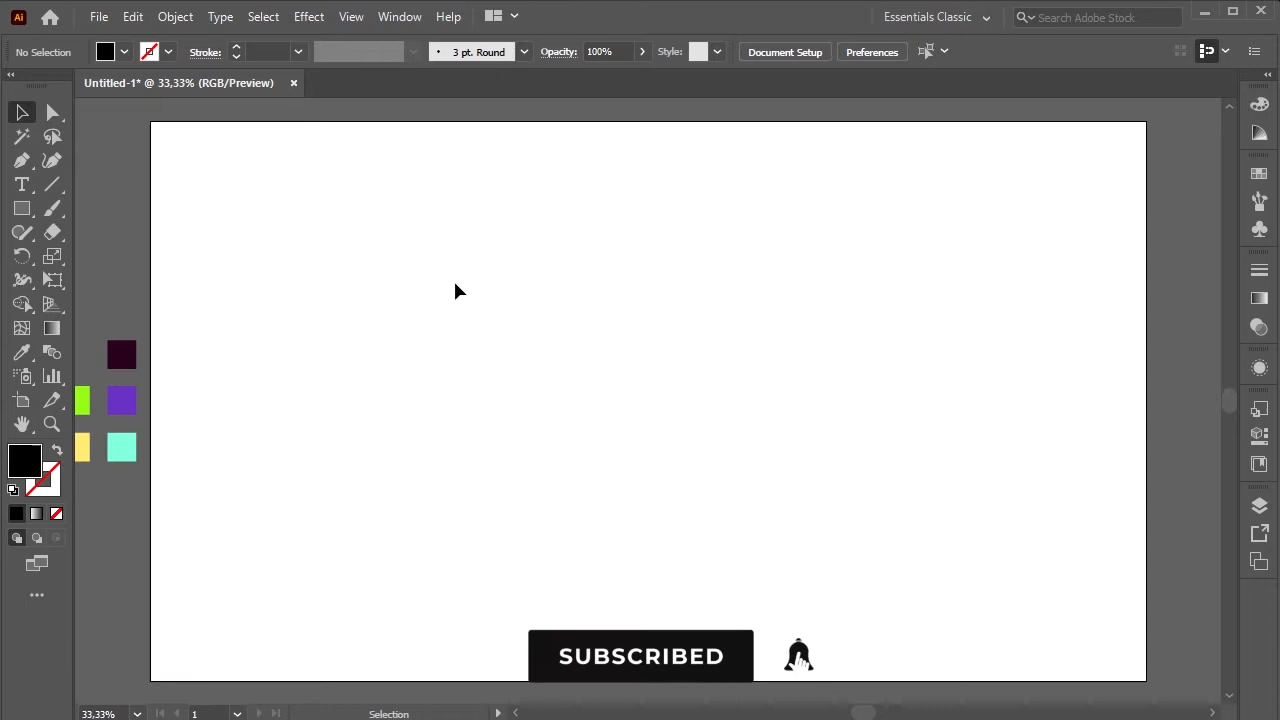 Ai File Edit Object Type Select Effect View Window Help Essentials Classic Search Adobe Stock
No Selection Stroke: 3 pt. Round Opacity: 100% Style: Document Setup Preferences
Untitled-1* @ 33,33% (RGB/Preview)
SUBSCRIBED
33,33% 1 Selection